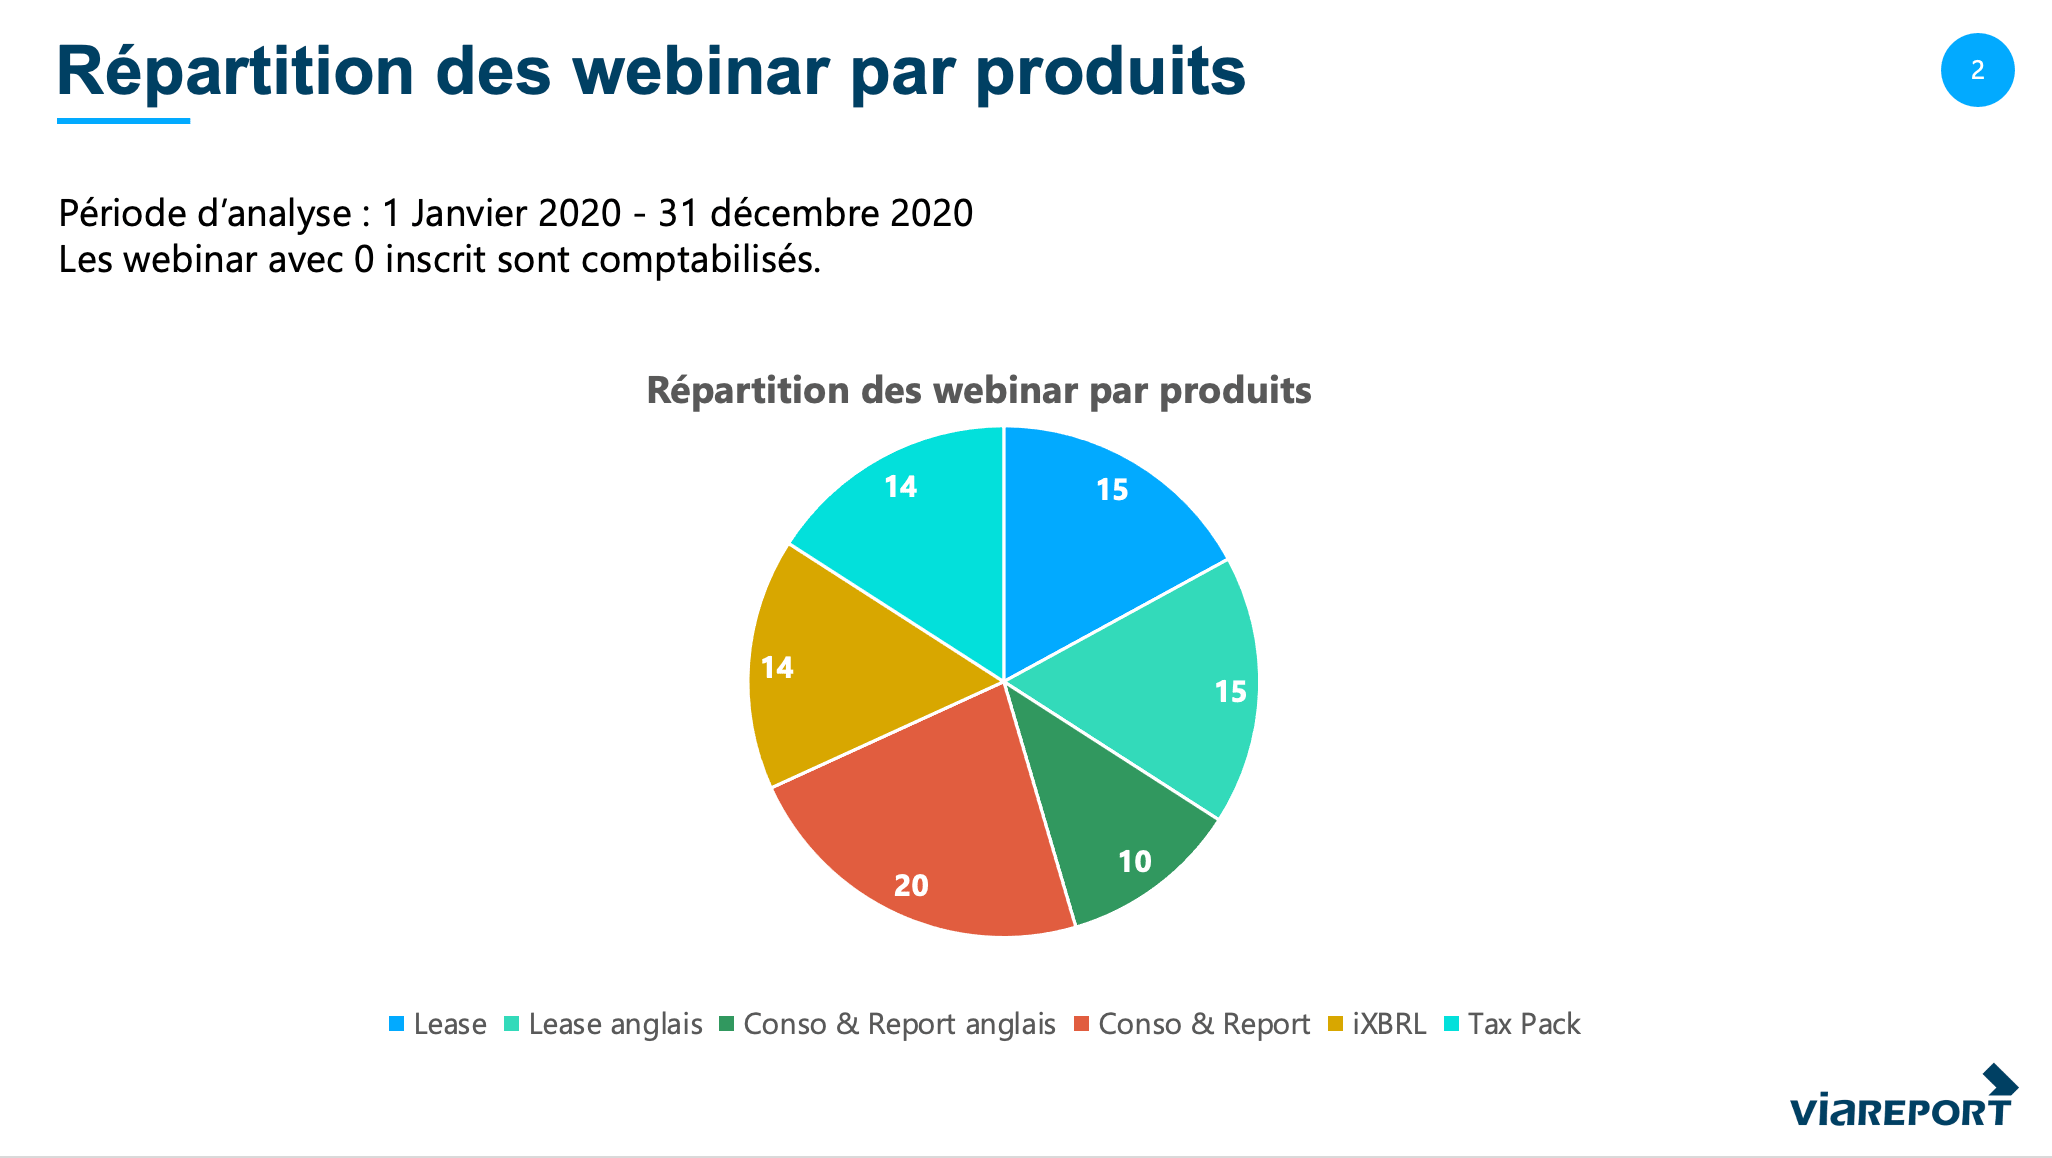 Répartition des webinar par produits
2
Période d’analyse : 1 Janvier 2020 - 31 décembre 2020
Les webinar avec 0 inscrit sont comptabilisés.
Répartition des webinar par produits
14
15
14
15
10
20
Lease Lease anglais Conso & Report anglais Conso & Report iXBRL Tax Pack
VIAREPORT